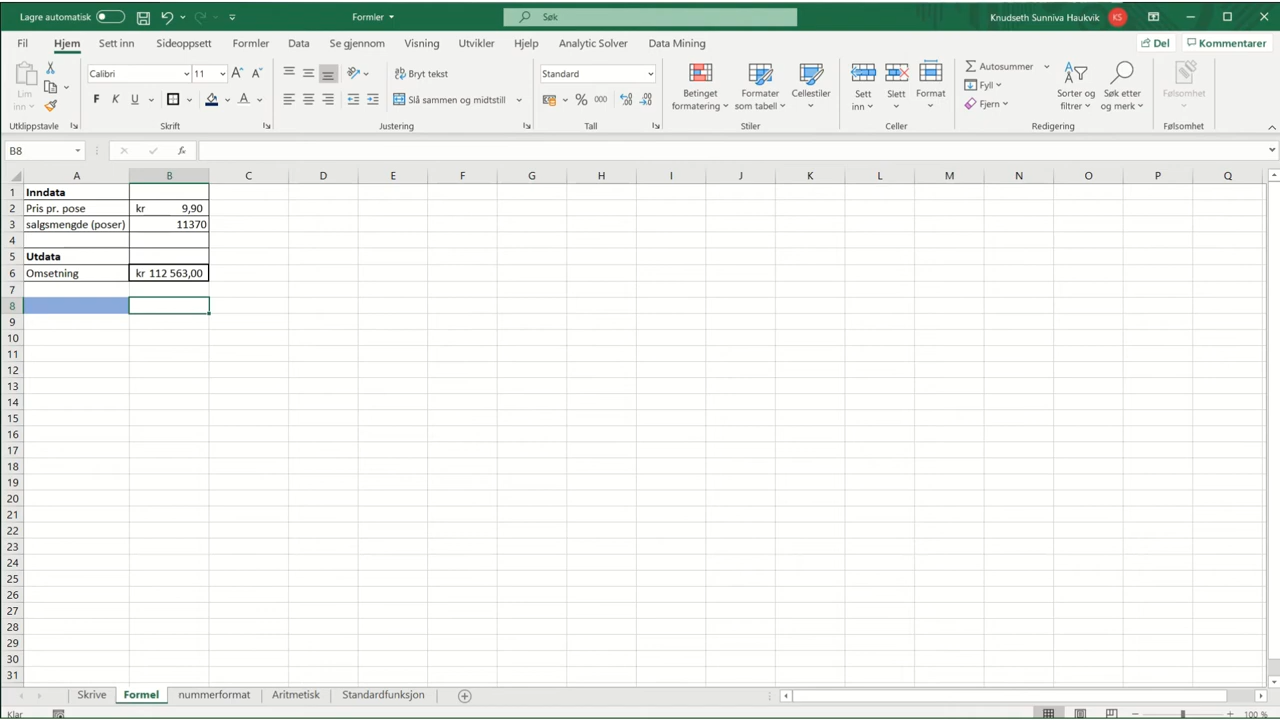 Lagre automatisk
Formler
Søk
Knudseth Sunniva Haukvik
KS
Fil
Hjem
Sett inn
Sideoppsett
Formler
Data
Se gjennom
Visning
Utvikler
Hjelp
Analytic Solver
Data Mining
Del
Kommentarer
Lim
inn
Utklippstavle
Calibri
11
F K U
Skrift
Bryt tekst
Slå sammen og midtstill
Justering
Standard
% 000
Tall
Betinget
formatering
Formater
som tabell
Cellestiler
Stiler
Sett
inn
Slett
Format
Celler
Autosummer
Fyll
Fjern
Sorter og
filtrer
Søk etter
og merk
Redigering
Følsomhet
Følsomhet
B8
fx
A B C D E F G H I J K L M N O P Q
1 Inndata
2 Pris pr. pose kr 9,90
3 salgsmengde (poser) 11370
4
5 Utdata
6 Omsetning kr 112 563,00
7
8
9
10
11
12
13
14
15
16
17
18
19
20
21
22
23
24
25
26
27
28
29
30
31
Skrive
Formel
nummerformat
Aritmetisk
Standardfunksjon
Klar
100 %